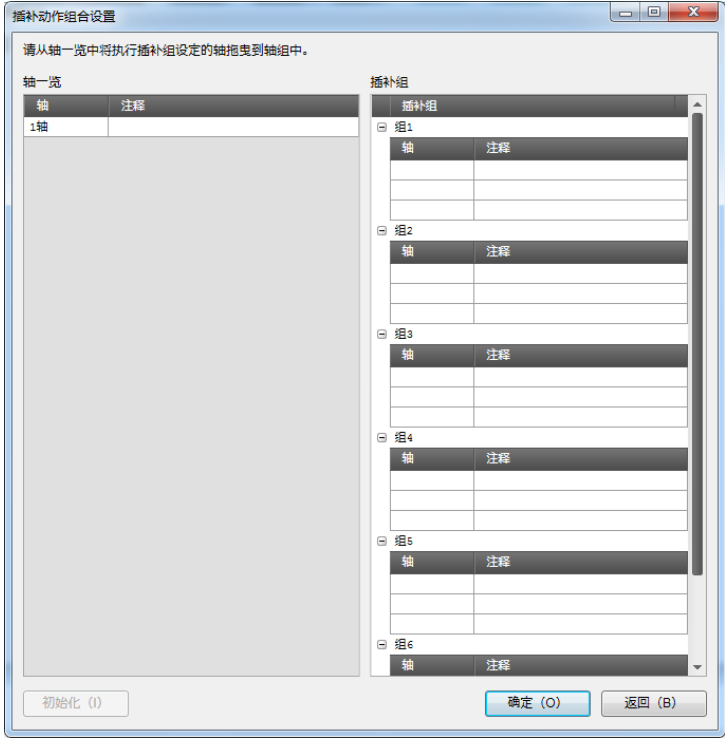 插补动作组合设置
请从轴一览中将执行插补组设定的轴拖曳到轴组中。
轴一览
轴 注释
1轴
插补组
插补组
组1
轴 注释
组2
轴 注释
组3
轴 注释
组4
轴 注释
组5
轴 注释
组6
轴 注释
初始化 (I)
确定 (O)
返回 (B)